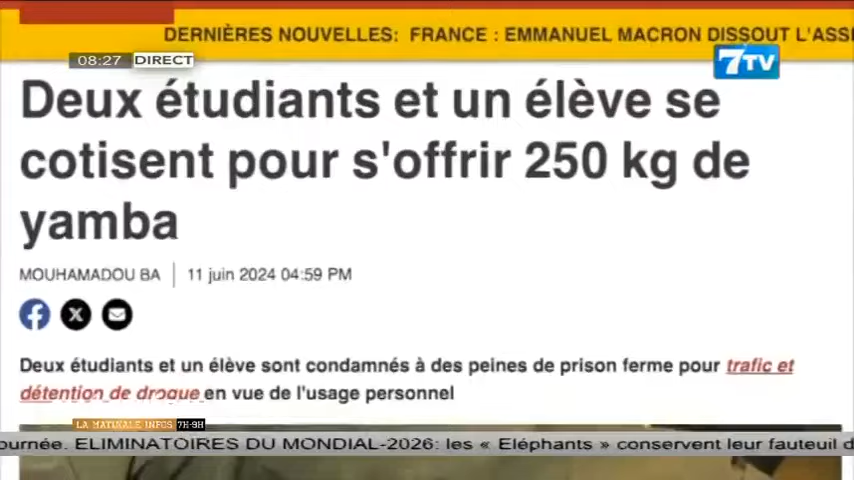 DERNIÈRES NOUVELLES: FRANCE : EMMANUEL MACRON DISSOUT L'ASS
08:27 DIRECT
7TV
Deux étudiants et un élève se
cotisent pour s'offrir 250 kg de
yamba
MOUHAMADOU BA | 11 juin 2024 04:59 PM
Deux étudiants et un élève sont condamnés à des peines de prison ferme pour trafic et
détention de drogue en vue de l'usage personnel
LA MATINALE INFOS 7H-9H
ournée. ELIMINATOIRES DU MONDIAL-2026: les « Eléphants » conservent leur fauteuil d